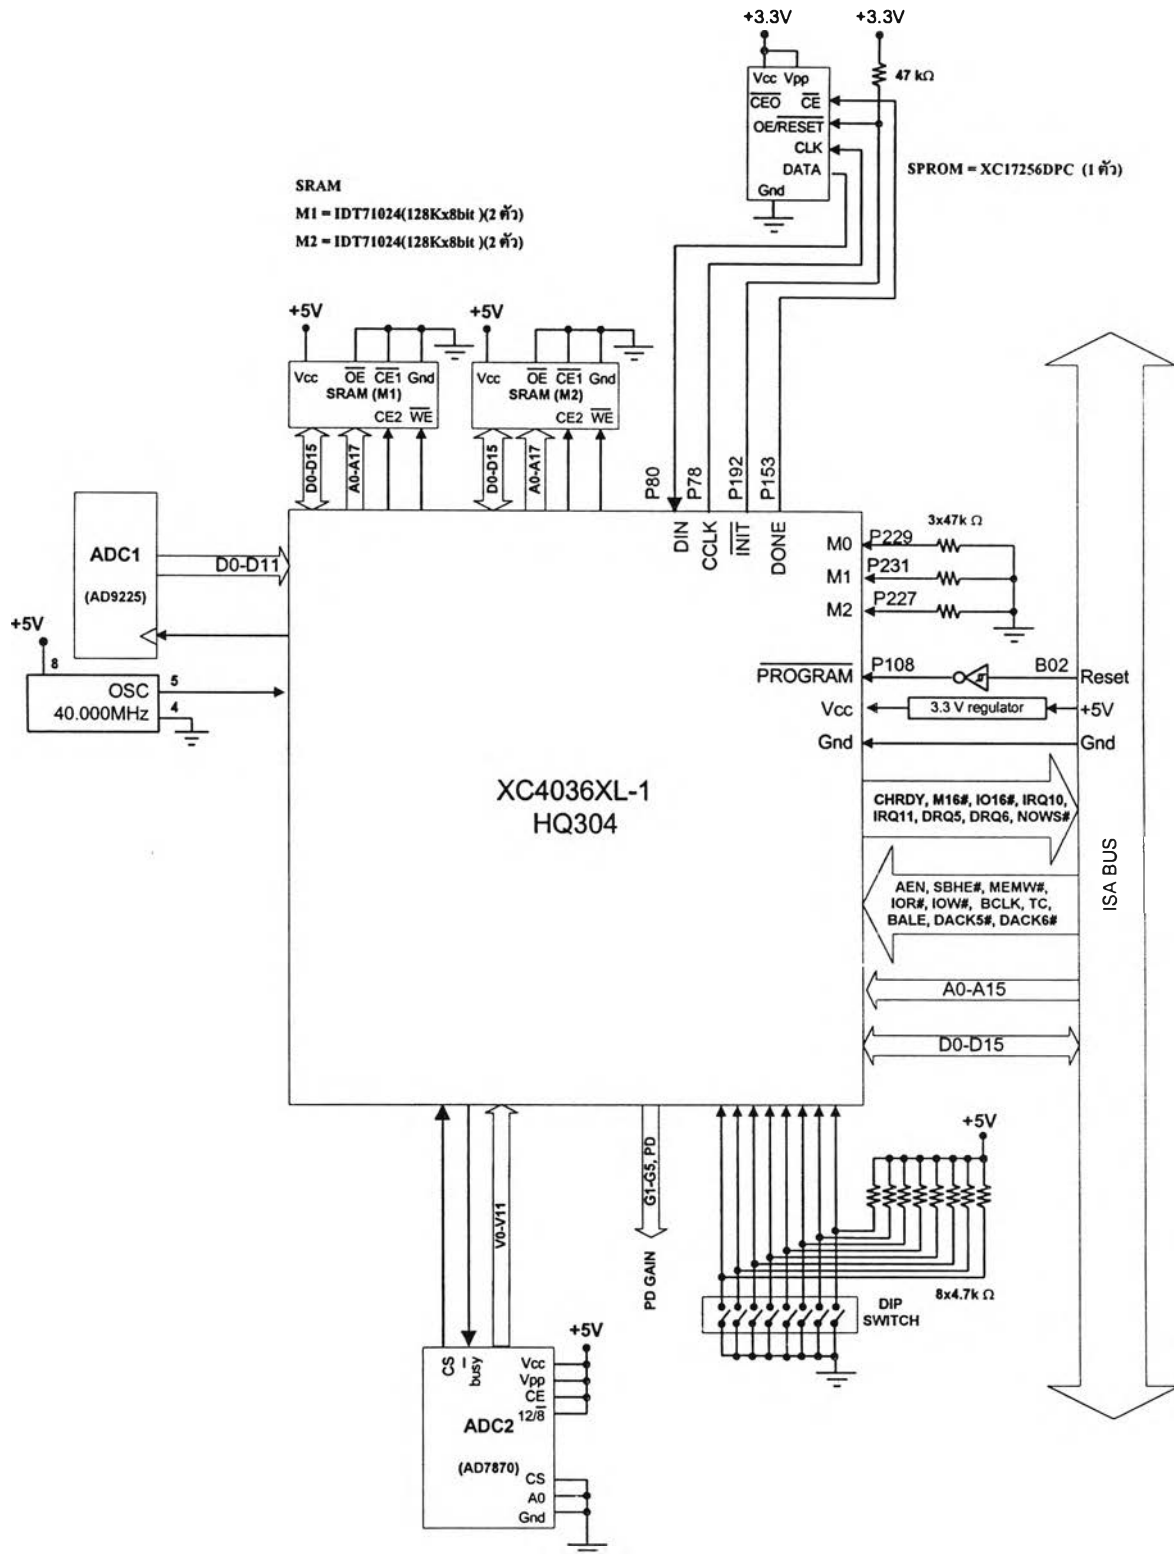 +3.3V
+3.3V
Vcc Vpp
47 kΩ
CEO CE
OE/RESET
CLK
DATA
Gnd
SPROM = XC17256DPC (1 ตัว)
SRAM
M1 = IDT71024(128Kx8bit )(2 ตัว)
M2 = IDT71024(128Kx8bit )(2 ตัว)
+5V
+5V
Vcc OE CE1 Gnd
SRAM (M1)
CE2 WE
Vcc OE CE1 Gnd
SRAM (M2)
CE2 WE
D0-D15
A0-A17
D0-D15
A0-A17
P80
P78
P192
P153
DIN
CCLK
INIT
DONE
ADC1
(AD9225)
D0-D11
+5V
8
OSC
40.000MHz
5
4
3x47k Ω
M0
P229
M1
P231
M2
P227
PROGRAM
P108
B02
Reset
Vcc
3.3 V regulator
+5V
Gnd
Gnd
XC4036XL-1
HQ304
CHRDY, M16#, IO16#, IRQ10,
IRQ11, DRQ5, DRQ6, NOWS#
AEN, SBHE#, MEMW#,
IOR#, IOW#, BCLK, TC,
BALE, DACK5#, DACK6#
A0-A15
D0-D15
ISA BUS
V0-V11
G1-G5, PD
PD GAIN
+5V
8x4.7k Ω
DIP
SWITCH
+5V
CS
busy
Vcc
Vpp
CE
12/8
ADC2
(AD7870)
CS
A0
Gnd